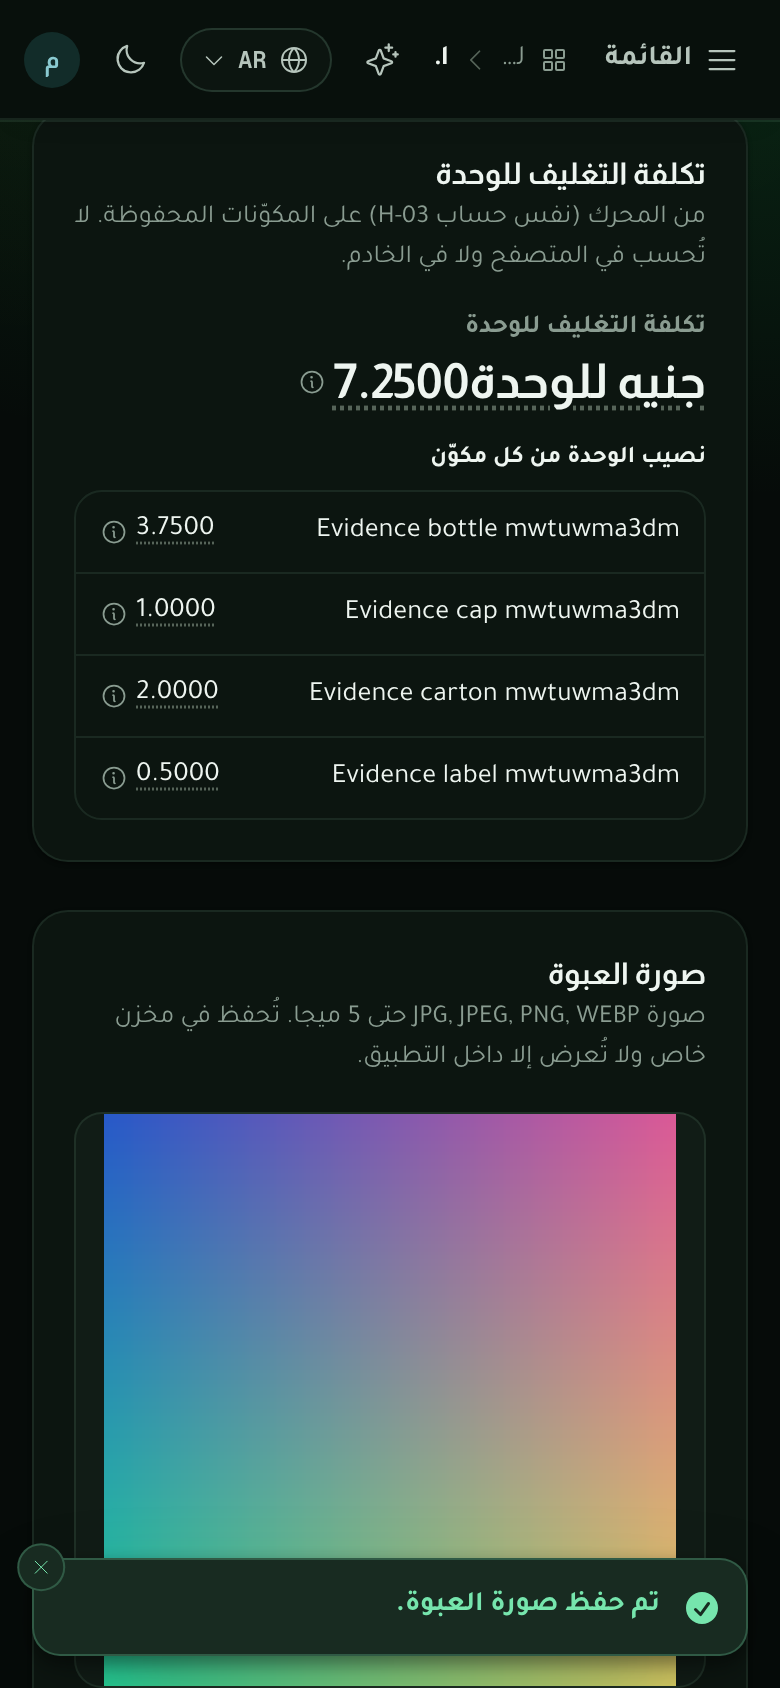 القائمة
لـ...
ا.
AR
م
تكلفة التغليف للوحدة
من المحرك (نفس حساب H-03) على المكوّنات المحفوظة. لا
تُحسب في المتصفح ولا في الخادم.
تكلفة التغليف للوحدة
جنيه للوحدة7.2500
نصيب الوحدة من كل مكوّن
Evidence bottle mwtuwma3dm 3.7500
Evidence cap mwtuwma3dm 1.0000
Evidence carton mwtuwma3dm 2.0000
Evidence label mwtuwma3dm 0.5000
صورة العبوة
صورة JPG, JPEG, PNG, WEBP حتى 5 ميجا. تُحفظ في مخزن
خاص ولا تُعرض إلا داخل التطبيق.
تم حفظ صورة العبوة.